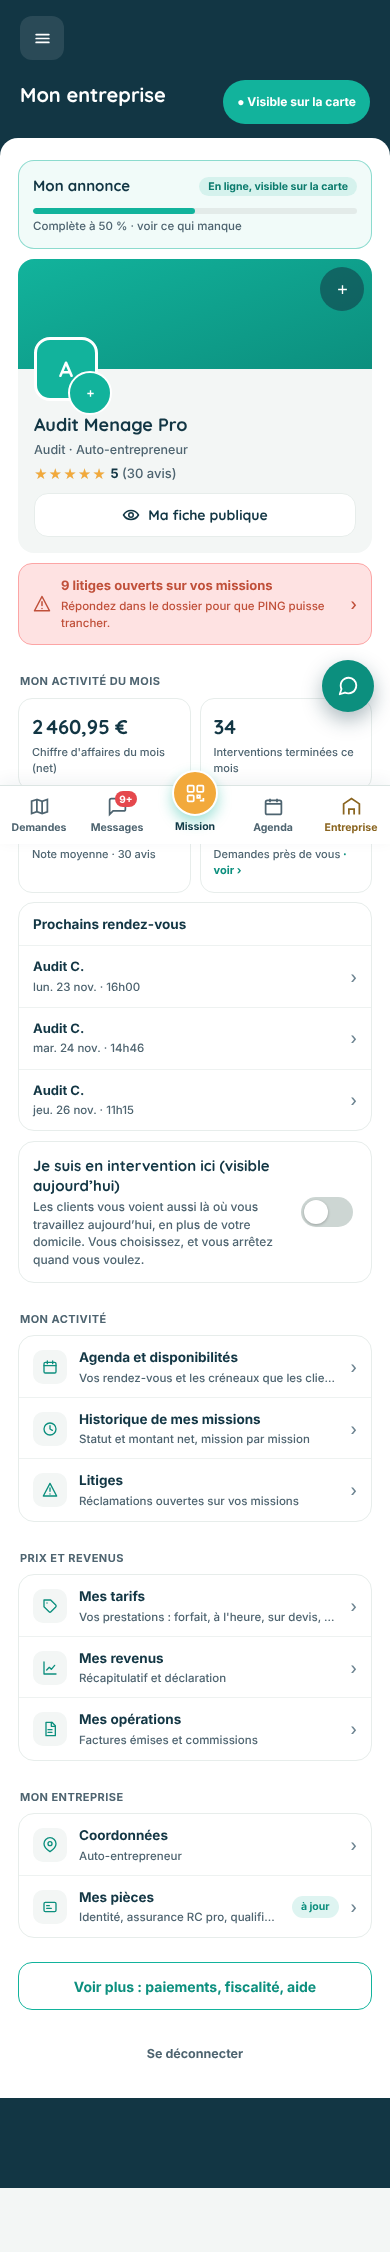 Mon entreprise
● Visible sur la carte
Mon annonce
En ligne, visible sur la carte
Complète à 50 % · voir ce qui manque
+
A
+
Audit Menage Pro
Audit · Auto-entrepreneur
★★★★★ 5 (30 avis)
Ma fiche publique
9 litiges ouverts sur vos missions
Répondez dans le dossier pour que PING puisse
trancher.
MON ACTIVITÉ DU MOIS
2 460,95 €
Chiffre d'affaires du mois
(net)
34
Interventions terminées ce
mois
Demandes
9+
Messages
Mission
Agenda
Entreprise
Note moyenne · 30 avis
Demandes près de vous ·
voir ›
Prochains rendez-vous
Audit C.
lun. 23 nov. · 16h00
Audit C.
mar. 24 nov. · 14h46
Audit C.
jeu. 26 nov. · 11h15
Je suis en intervention ici (visible
aujourd’hui)
Les clients vous voient aussi là où vous
travaillez aujourd’hui, en plus de votre
domicile. Vous choisissez, et vous arrêtez
quand vous voulez.
MON ACTIVITÉ
Agenda et disponibilités
Vos rendez-vous et les créneaux que les clie...
Historique de mes missions
Statut et montant net, mission par mission
Litiges
Réclamations ouvertes sur vos missions
PRIX ET REVENUS
Mes tarifs
Vos prestations : forfait, à l'heure, sur devis, ...
Mes revenus
Récapitulatif et déclaration
Mes opérations
Factures émises et commissions
MON ENTREPRISE
Coordonnées
Auto-entrepreneur
Mes pièces
Identité, assurance RC pro, qualifi...
à jour
Voir plus : paiements, fiscalité, aide
Se déconnecter